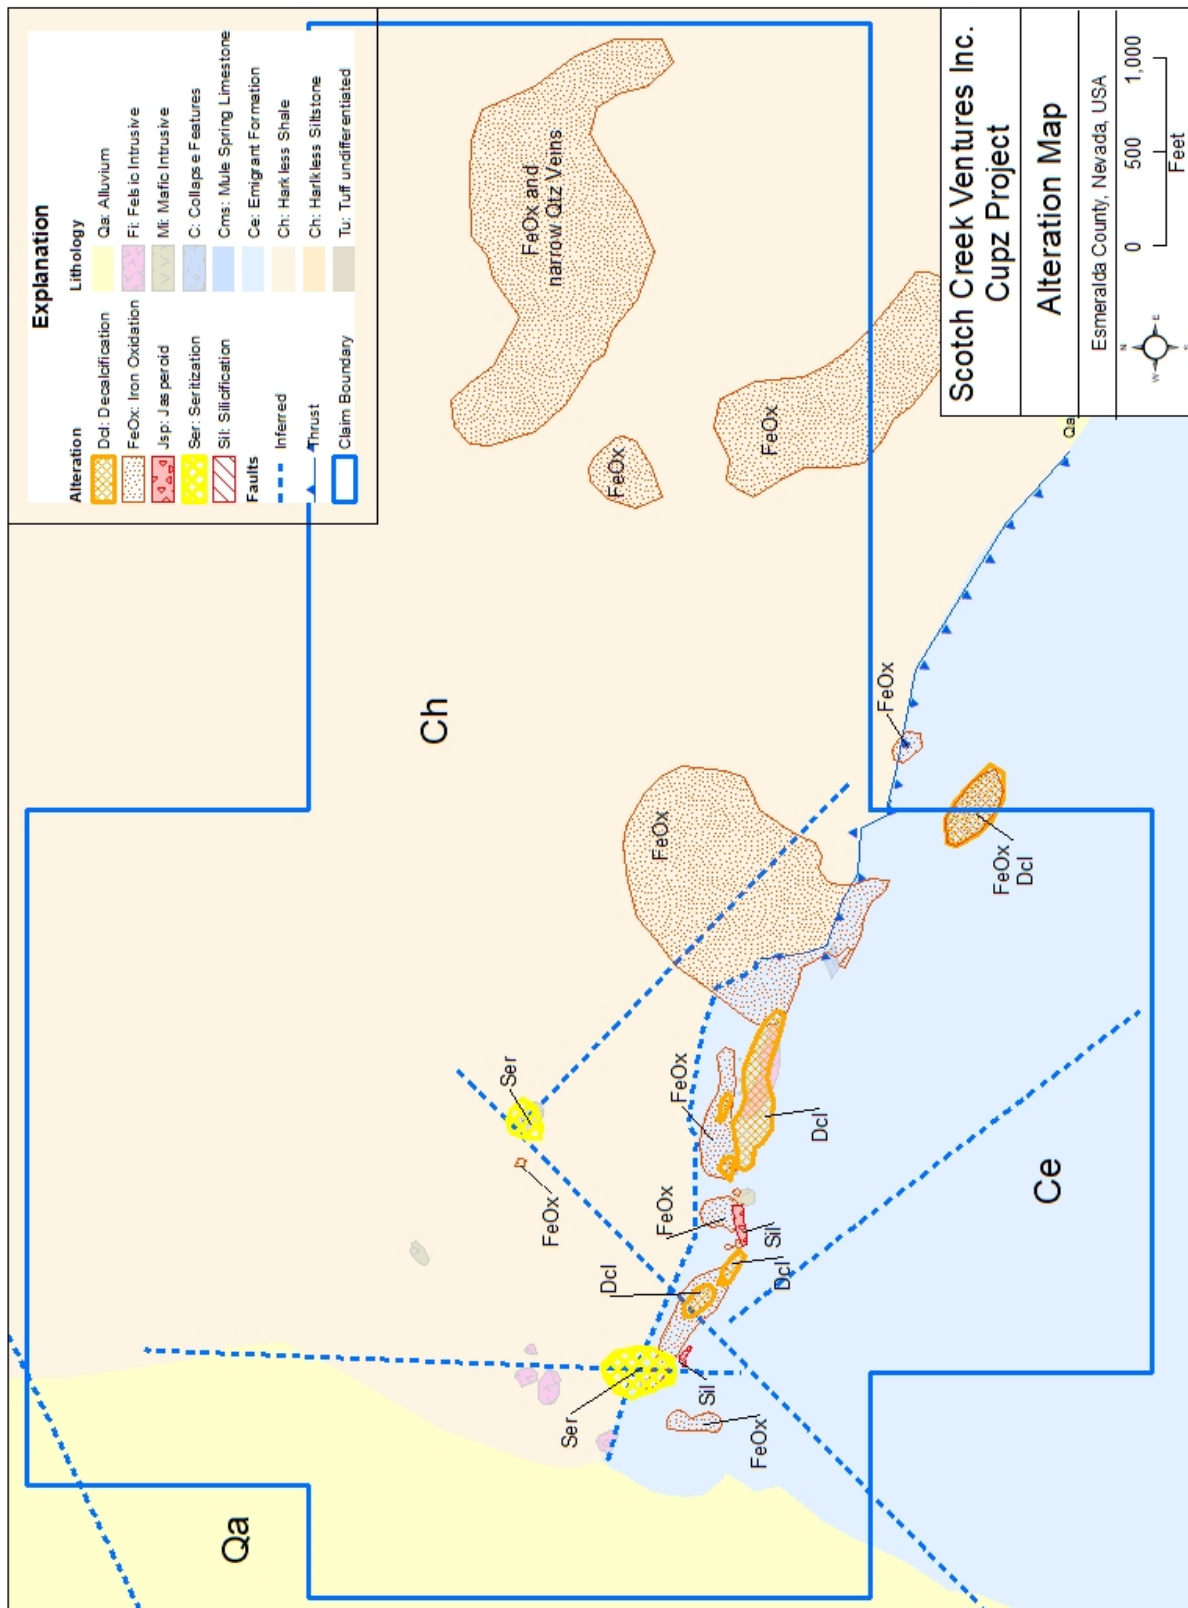 Explanation
Alteration
Dcl: Decalcification
FeOx: Iron Oxidation
Jsp: Jasperoid
Ser: Seritization
Sil: Silicification
Faults
Inferred
Thrust
Claim Boundary
Lithology
Qa: Alluvium
Fi: Felsic Intrusive
Mi: Mafic Intrusive
C: Collapse Features
Cms: Mule Spring Limestone
Ce: Emigrant Formation
Ch: Harkless Shale
Ch: Harlkless Siltstone
Tu: Tuff undifferentiated
FeOx and
narrow Qtz Veins
FeOx
FeOx
Ch
FeOx
FeOx
FeOx
Dcl
Ser
FeOx
FeOx
Dcl
FeOx
Sil
Dcl
Dcl
Ser
Sil
FeOx
Qa
Ce
Qa
Scotch Creek Ventures Inc.
Cupz Project
Alteration Map
Esmeralda County, Nevada, USA
N
W
E
S
0 500 1,000
Feet